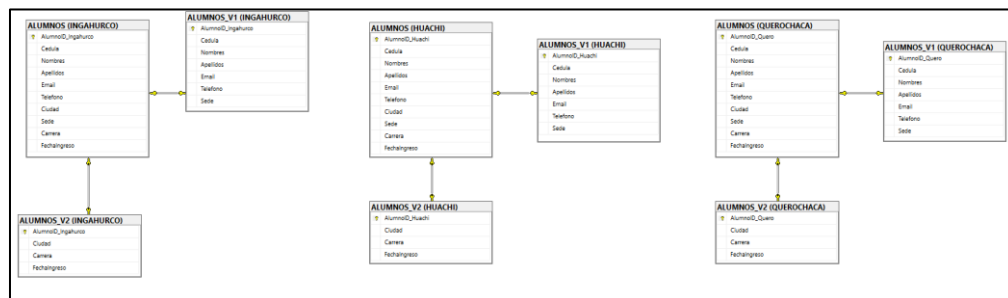 ALUMNOS (INGAHURCO)
AlumnoID_Ingahurco
Cedula
Nombres
Apellidos
Email
Telefono
Ciudad
Sede
Carrera
FechaIngreso
ALUMNOS_V1 (INGAHURCO)
AlumnoID_Ingahurco
Cedula
Nombres
Apellidos
Email
Telefono
Sede
ALUMNOS_V2 (INGAHURCO)
AlumnoID_Ingahurco
Ciudad
Carrera
FechaIngreso
ALUMNOS (HUACHI)
AlumnoID_Huachi
Cedula
Nombres
Apellidos
Email
Telefono
Ciudad
Sede
Carrera
FechaIngreso
ALUMNOS_V1 (HUACHI)
AlumnoID_Huachi
Cedula
Nombres
Apellidos
Email
Telefono
Sede
ALUMNOS_V2 (HUACHI)
AlumnoID_Huachi
Ciudad
Carrera
FechaIngreso
ALUMNOS (QUEROCHACA)
AlumnoID_Quero
Cedula
Nombres
Apellidos
Email
Telefono
Ciudad
Sede
Carrera
FechaIngreso
ALUMNOS_V1 (QUEROCHACA)
AlumnoID_Quero
Cedula
Nombres
Apellidos
Email
Telefono
Sede
ALUMNOS_V2 (QUEROCHACA)
AlumnoID_Quero
Ciudad
Carrera
FechaIngreso